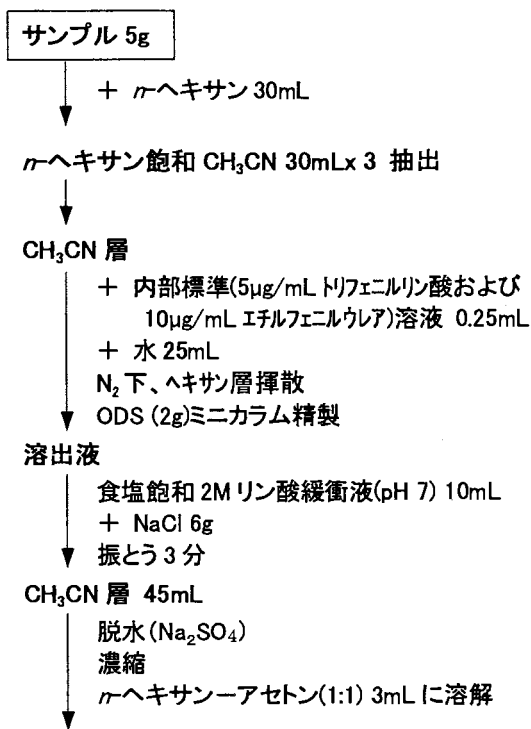 サンプル 5g
＋ n-ヘキサン 30mL
n-ヘキサン飽和 CH₃CN 30mLx 3 抽出
CH₃CN 層
＋ 内部標準(5μg/mL トリフェニルリン酸および
10μg/mL エチルフェニルウレア)溶液 0.25mL
＋ 水 25mL
N₂ 下、ヘキサン層揮散
ODS (2g)ミニカラム精製
溶出液
食塩飽和 2M リン酸緩衝液(pH 7) 10mL
＋ NaCl 6g
振とう 3 分
CH₃CN 層 45mL
脱水(Na₂SO₄)
濃縮
n-ヘキサンーアセトン(1:1) 3mL に溶解